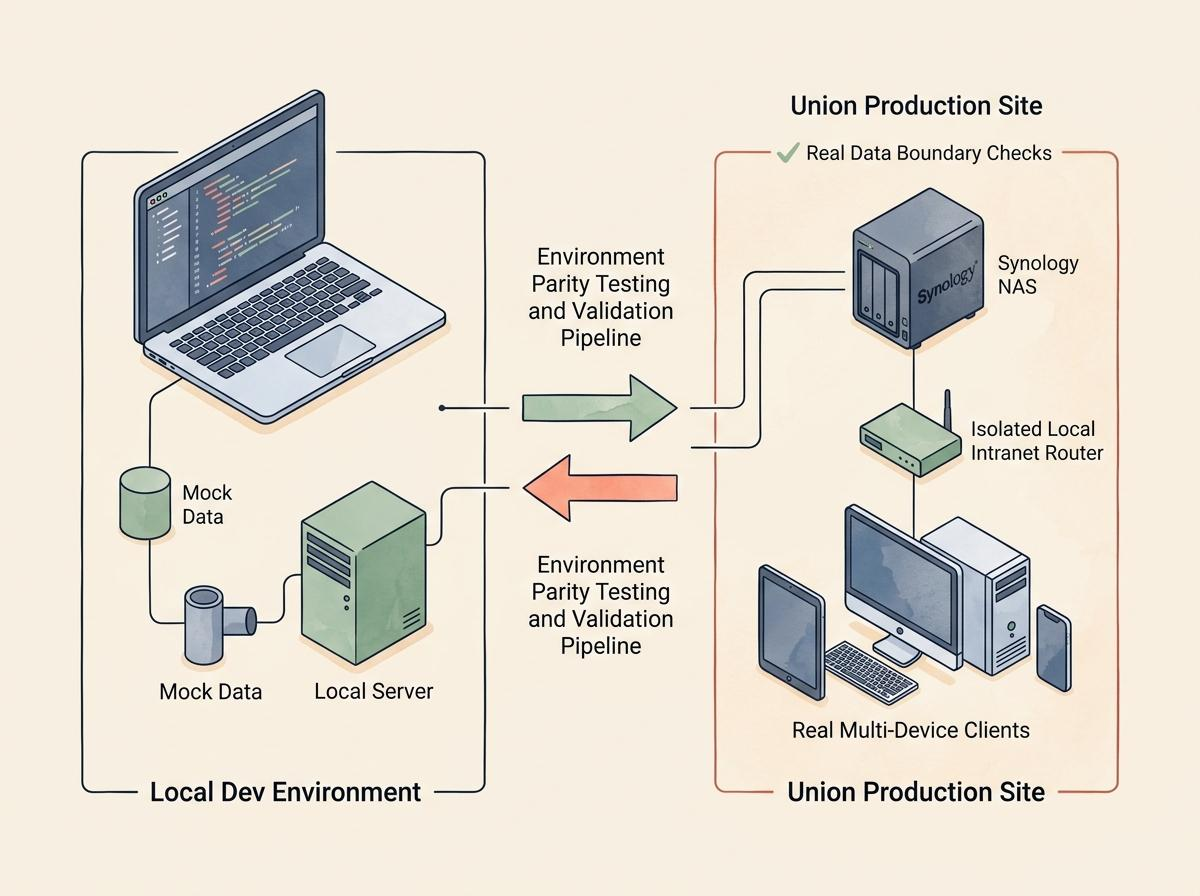 Union Production Site
Real Data Boundary Checks
Environment
Parity Testing
and Validation
Pipeline
Synology
Synology
NAS
Isolated Local
Intranet Router
Mock
Data
Environment
Parity Testing
and Validation
Pipeline
Mock Data
Local Server
Real Multi-Device Clients
Local Dev Environment
Union Production Site